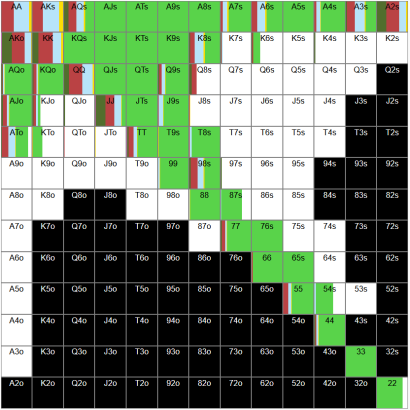 AA AKs AQs AJs ATs A9s A8s A7s A6s A5s A4s A3s A2s
AKo KK KQs KJs KTs K9s K8s K7s K6s K5s K4s K3s K2s
AQo KQo QQ QJs QTs Q9s Q8s Q7s Q6s Q5s Q4s Q3s Q2s
AJo KJo QJo JJ JTs J9s J8s J7s J6s J5s J4s J3s J2s
ATo KTo QTo JTo TT T9s T8s T7s T6s T5s T4s T3s T2s
A9o K9o Q9o J9o T9o 99 98s 97s 96s 95s 94s 93s 92s
A8o K8o Q8o J8o T8o 98o 88 87s 86s 85s 84s 83s 82s
A7o K7o Q7o J7o T7o 97o 87o 77 76s 75s 74s 73s 72s
A6o K6o Q6o J6o T6o 96o 86o 76o 66 65s 64s 63s 62s
A5o K5o Q5o J5o T5o 95o 85o 75o 65o 55 54s 53s 52s
A4o K4o Q4o J4o T4o 94o 84o 74o 64o 54o 44 43s 42s
A3o K3o Q3o J3o T3o 93o 83o 73o 63o 53o 43o 33 32s
A2o K2o Q2o J2o T2o 92o 82o 72o 62o 52o 42o 32o 22